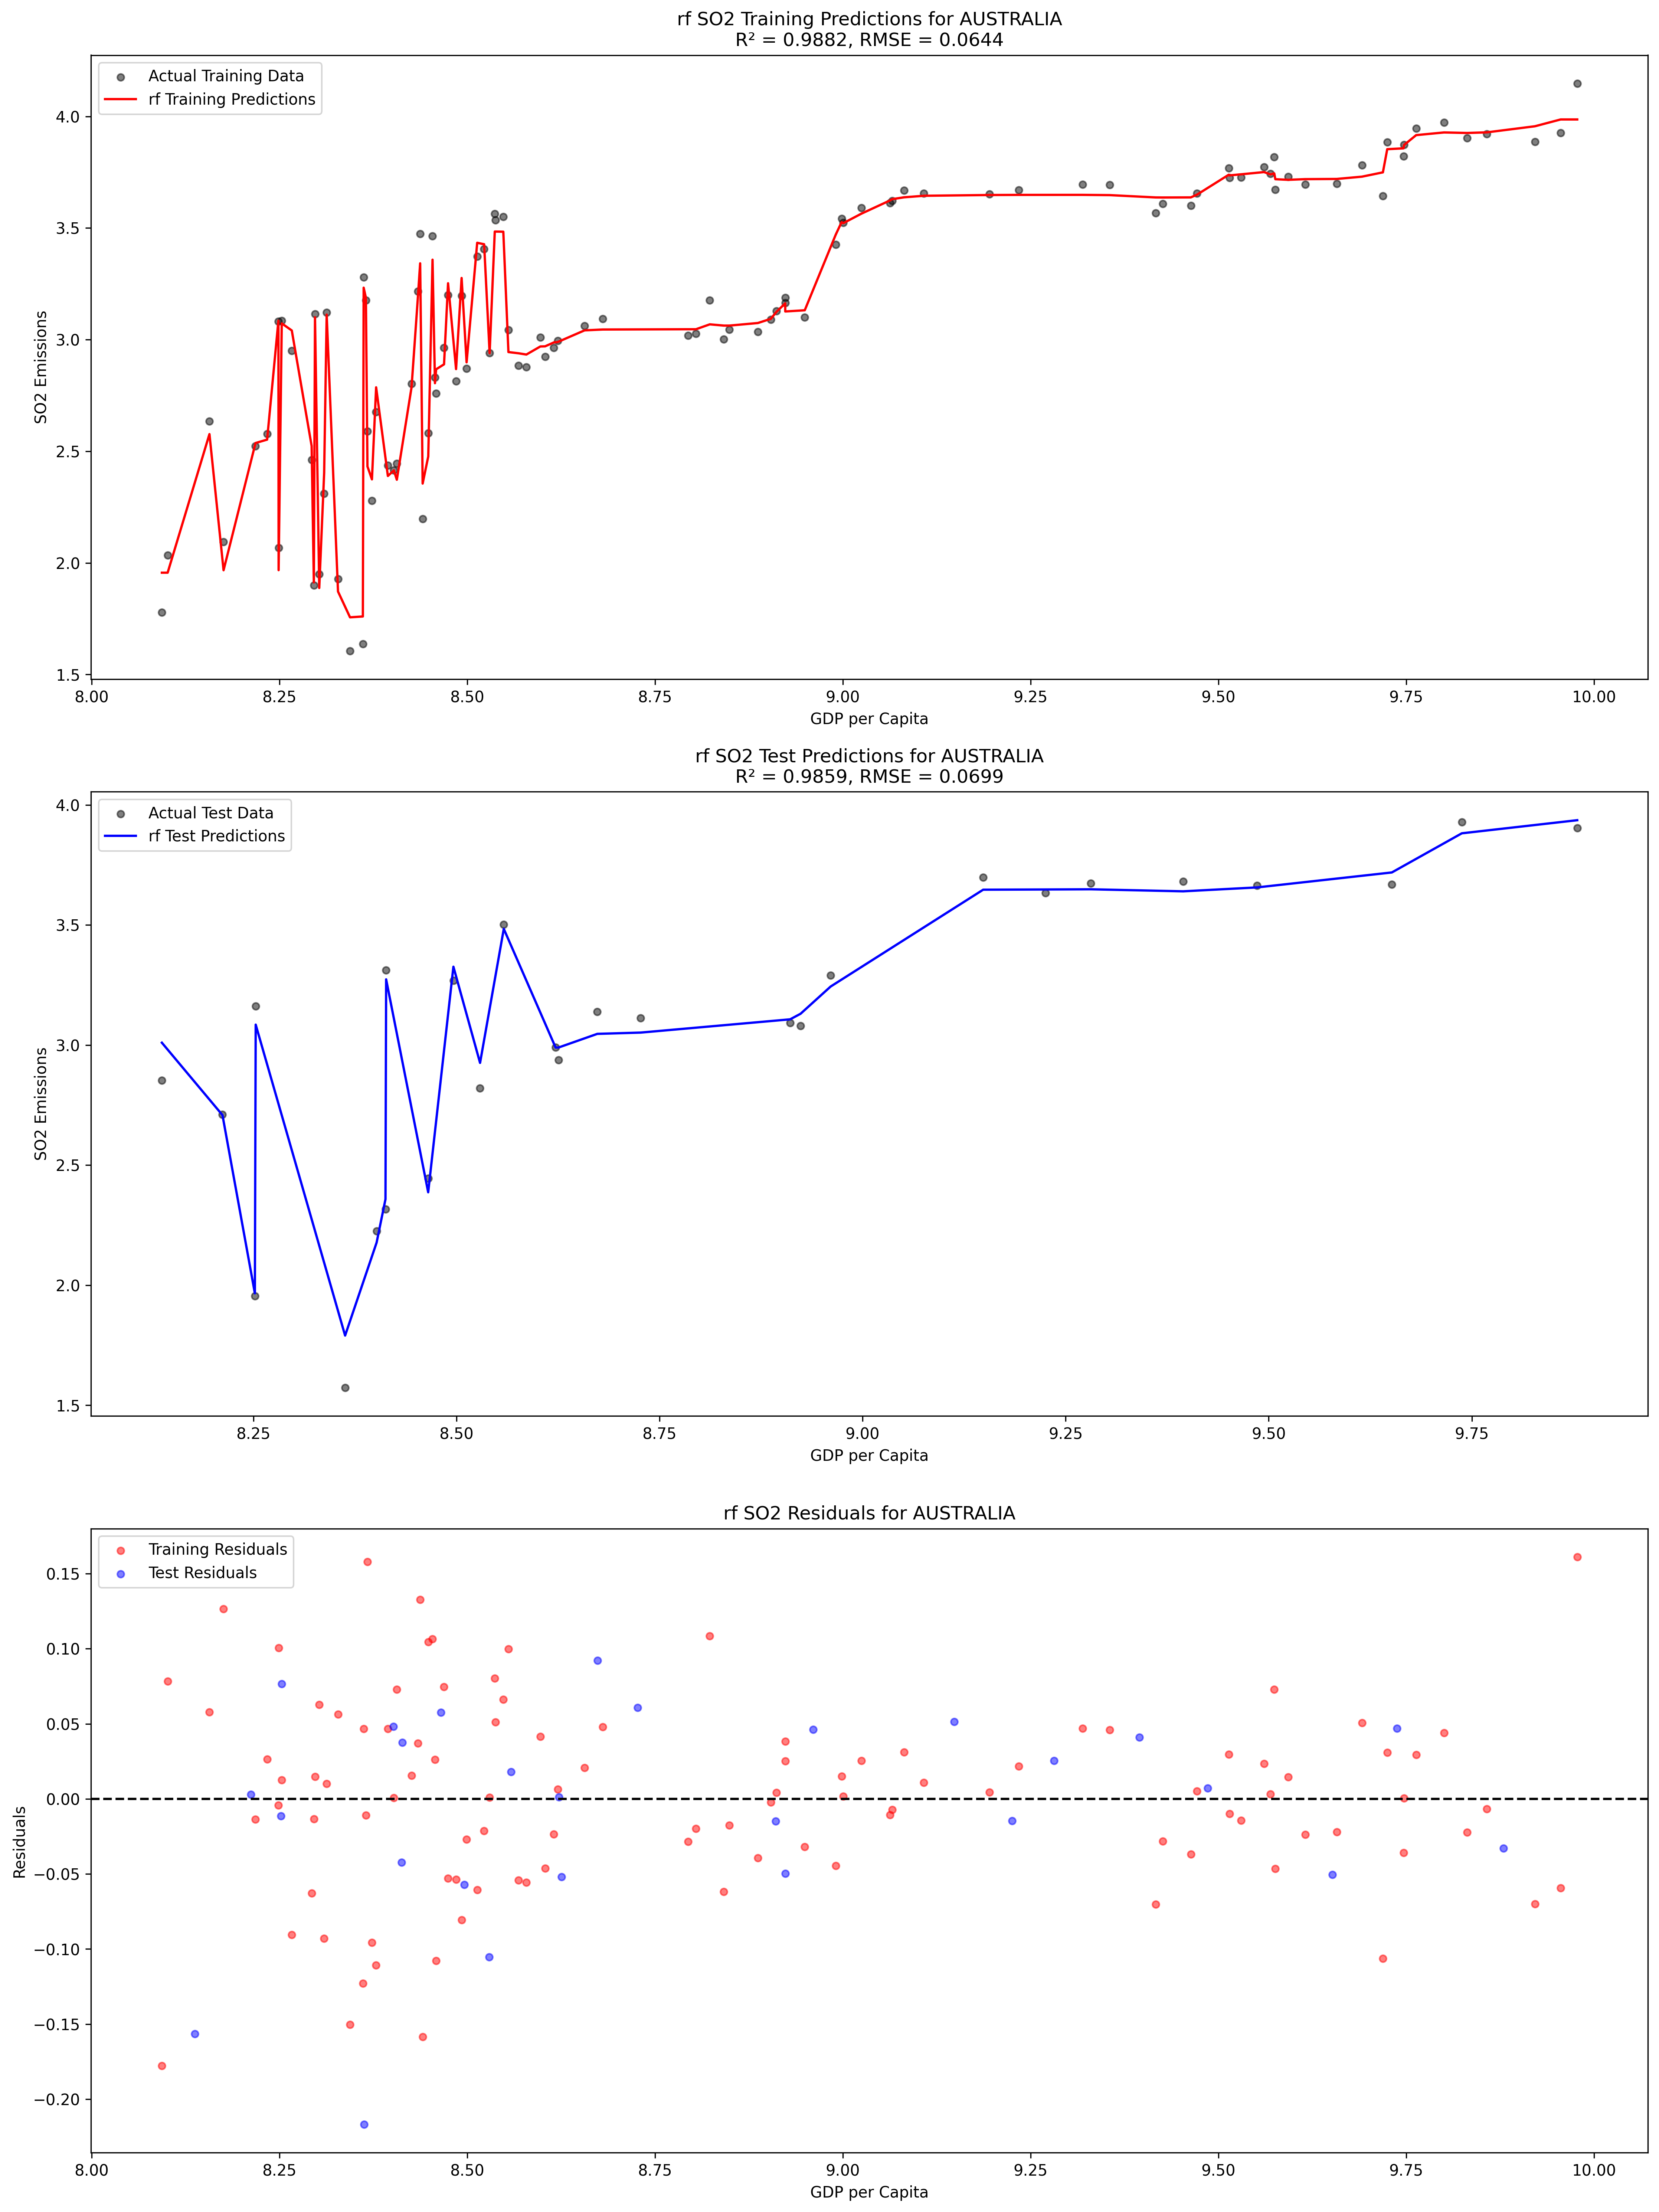 rf SO2 Training Predictions for AUSTRALIA
R² = 0.9882, RMSE = 0.0644
Actual Training Data
rf Training Predictions
SO2 Emissions
4.0
3.5
3.0
2.5
2.0
1.5
8.00 8.25 8.50 8.75 9.00 9.25 9.50 9.75 10.00
GDP per Capita
rf SO2 Test Predictions for AUSTRALIA
R² = 0.9859, RMSE = 0.0699
Actual Test Data
rf Test Predictions
SO2 Emissions
4.0
3.5
3.0
2.5
2.0
1.5
8.25 8.50 8.75 9.00 9.25 9.50 9.75
GDP per Capita
rf SO2 Residuals for AUSTRALIA
Training Residuals
Test Residuals
Residuals
0.15
0.10
0.05
0.00
−0.05
−0.10
−0.15
−0.20
8.00 8.25 8.50 8.75 9.00 9.25 9.50 9.75 10.00
GDP per Capita